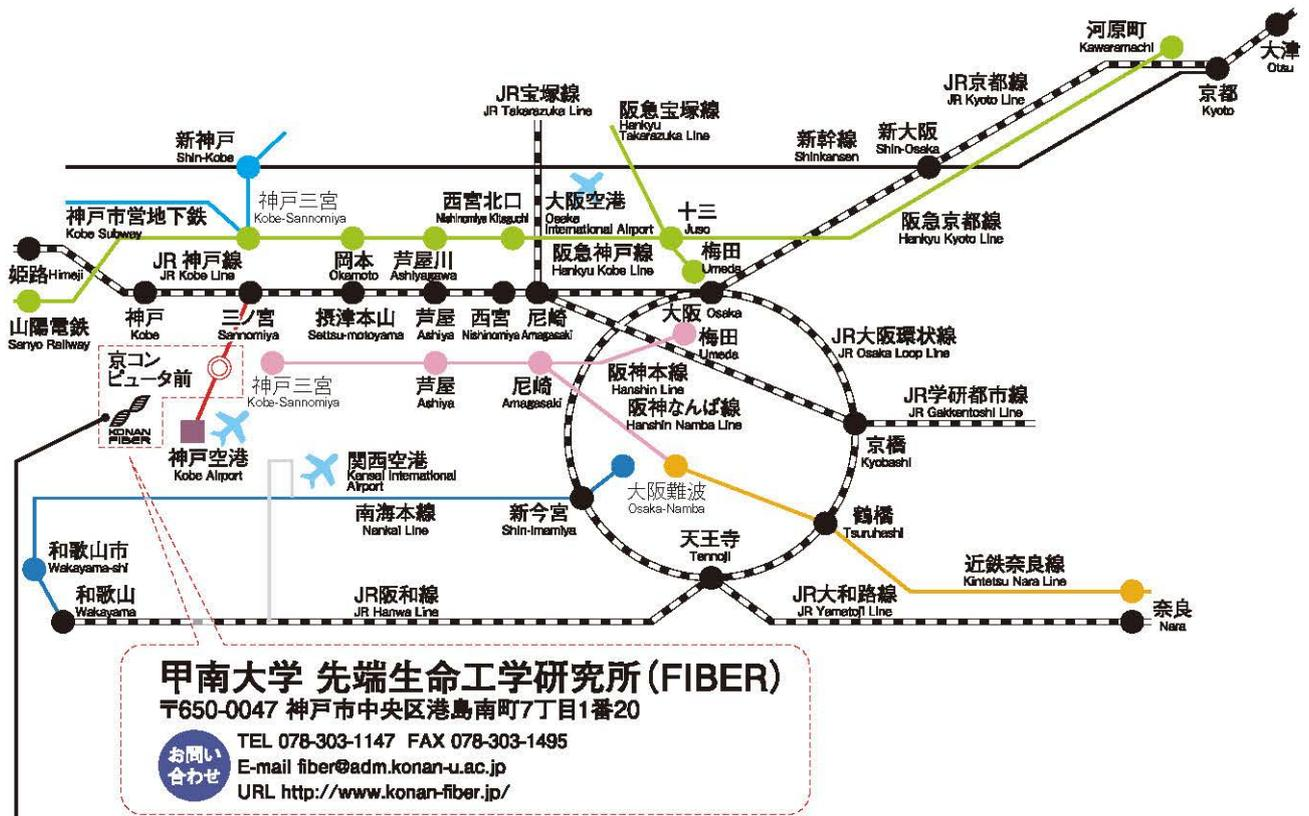 河原町
Kawaramachi
大津
Otsu
京都
Kyoto
JR京都線
JR Kyoto Line
JR宝塚線
JR Takarazuka Line
阪急宝塚線
Hankyu
Takarazuka Line
新神戸
Shin-Kobe
新幹線
Shinkansen
新大阪
Shin-Osaka
神戸三宮
Kobe-Sannomiya
西宮北口
Nishinomiya Kitaguchi
大阪空港
Osaka
International Airport
十三
Juso
神戸市営地下鉄
Kobe Subway
阪急京都線
Hankyu Kyoto Line
姫路 Himeji
JR 神戸線
JR Kobe Line
岡本
Okamoto
芦屋川
Ashiyagawa
阪急神戸線
Hankyu Kobe Line
梅田
Umeda
山陽電鉄
Sanyo Railway
神戸
Kobe
三ノ宮
Sannomiya
摂津本山
Settsu-motoyama
芦屋
Ashiya
西宮
Nishinomiya
尼崎
Amagasaki
大阪 Osaka
梅田
Umeda
JR大阪環状線
JR Osaka Loop Line
京コン
ピュータ前
神戸三宮
Kobe-Sannomiya
芦屋
Ashiya
尼崎
Amagasaki
阪神本線
Hanshin Line
阪神なんば線
Hanshin Namba Line
JR学研都市線
JR Gakkentoshi Line
KONAN
FIBER
神戸空港
Kobe Airport
京橋
Kyobashi
関西空港
Kansai International
Airport
大阪難波
Osaka-Namba
南海本線
Nankai Line
新今宮
Shin-Imamiya
鶴橋
Tsuruhashi
天王寺
Tennoji
和歌山市
Wakayama-shi
近鉄奈良線
Kintetsu Nara Line
和歌山
Wakayama
JR阪和線
JR Hanwa Line
JR大和路線
JR Yamatoji Line
奈良
Nara
甲南大学 先端生命工学研究所(FIBER)
〒650-0047 神戸市中央区港島南町7丁目1番20
お問い
合わせ
TEL 078-303-1147 FAX 078-303-1495
E-mail fiber@adm.konan-u.ac.jp
URL http://www.konan-fiber.jp/